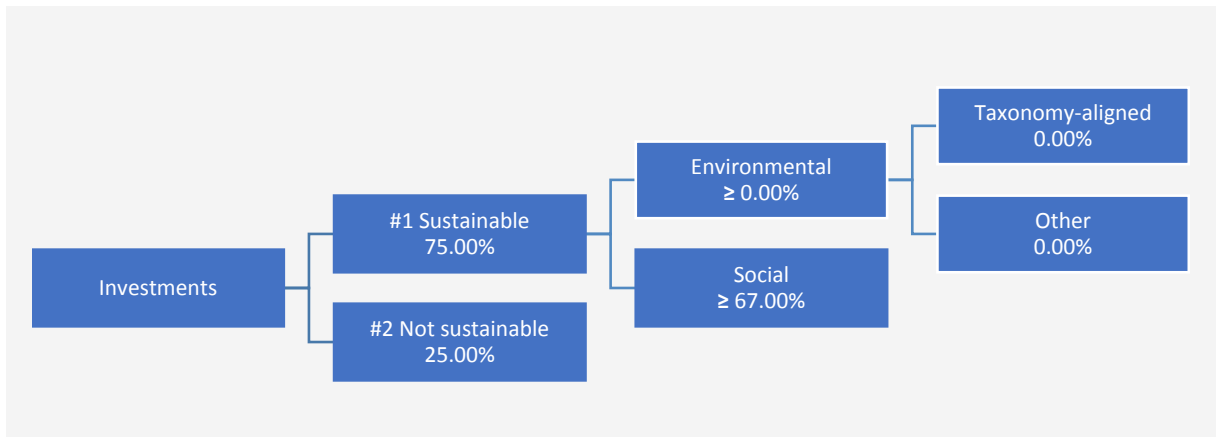 Investments
#1 Sustainable
75.00%
#2 Not sustainable
25.00%
Environmental
≥ 0.00%
Social
≥ 67.00%
Taxonomy-aligned
0.00%
Other
0.00%